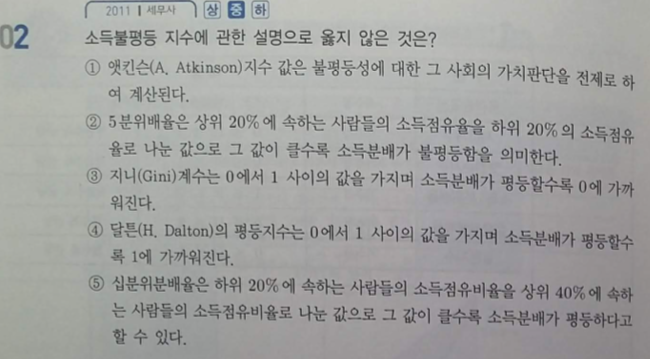 2011 | 세무사 상 중 하
02 소득불평등 지수에 관한 설명으로 옳지 않은 것은?
① 앳킨슨(A. Atkinson)지수 값은 불평등성에 대한 그 사회의 가치판단을 전제로 하
여 계산된다.
② 5분위배율은 상위 20%에 속하는 사람들의 소득점유율을 하위 20%의 소득점유
율로 나눈 값으로 그 값이 클수록 소득분배가 불평등함을 의미한다.
③ 지니(Gini)계수는 0에서 1 사이의 값을 가지며 소득분배가 평등할수록 0에 가까
워진다.
④ 달튼(H. Dalton)의 평등지수는 0에서 1 사이의 값을 가지며 소득분배가 평등할수
록 1에 가까워진다.
⑤ 십분위분배율은 하위 20%에 속하는 사람들의 소득점유비율을 상위 40%에 속하
는 사람들의 소득점유비율로 나눈 값으로 그 값이 클수록 소득분배가 평등하다고
할 수 있다.